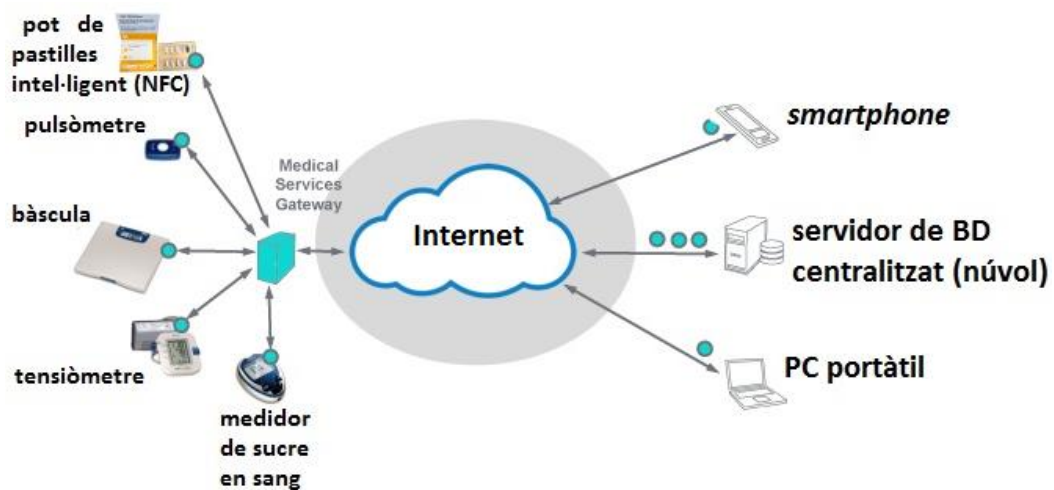 pot de
pastilles
intel·ligent (NFC)
pulsòmetre
bàscula
tensiòmetre
medidor
de sucre
en sang
Medical
Services
Gateway
Internet
smartphone
servidor de BD
centralitzat (núvol)
PC portàtil